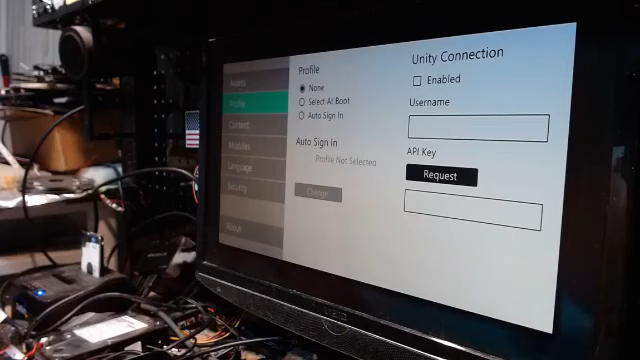 Assets
Profile
Content
Modules
Language
Security
About
Profile
None
Select At Boot
Auto Sign In
Auto Sign in
Profile Not Selected
Change
Unity Connection
Enabled
Username
API Key
Request